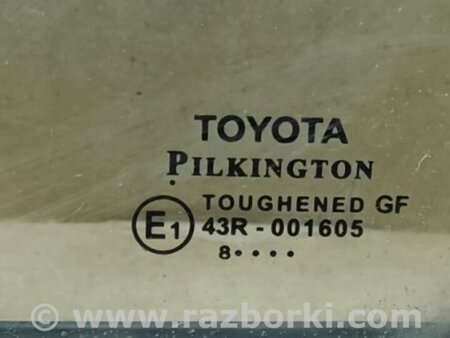 TOYOTA
PILKINGTON
E1 TOUGHENED GF
43R - 001605
8····
© www.razborki.com